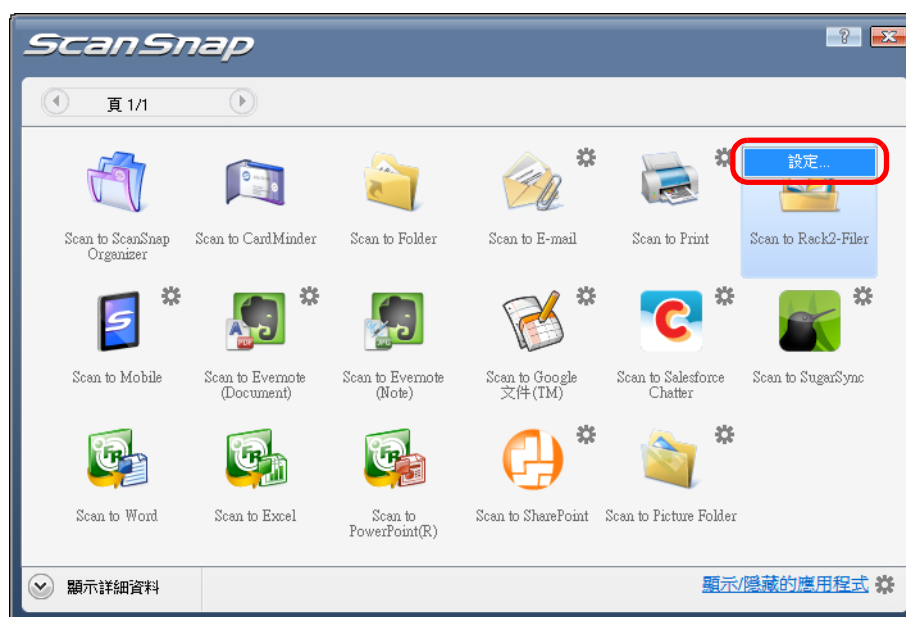 ScanSnap
?
頁 1/1
設定...
Scan to ScanSnap
Organizer
Scan to CardMinder
Scan to Folder
Scan to E-mail
Scan to Print
Scan to Rack2-Filer
Scan to Mobile
Scan to Evernote
(Document)
Scan to Evernote
(Note)
Scan to Google
文件(TM)
Scan to Salesforce
Chatter
Scan to SugarSync
Scan to Word
Scan to Excel
Scan to
PowerPoint(R)
Scan to SharePoint
Scan to Picture Folder
顯示詳細資料
顯示/隱藏的應用程式